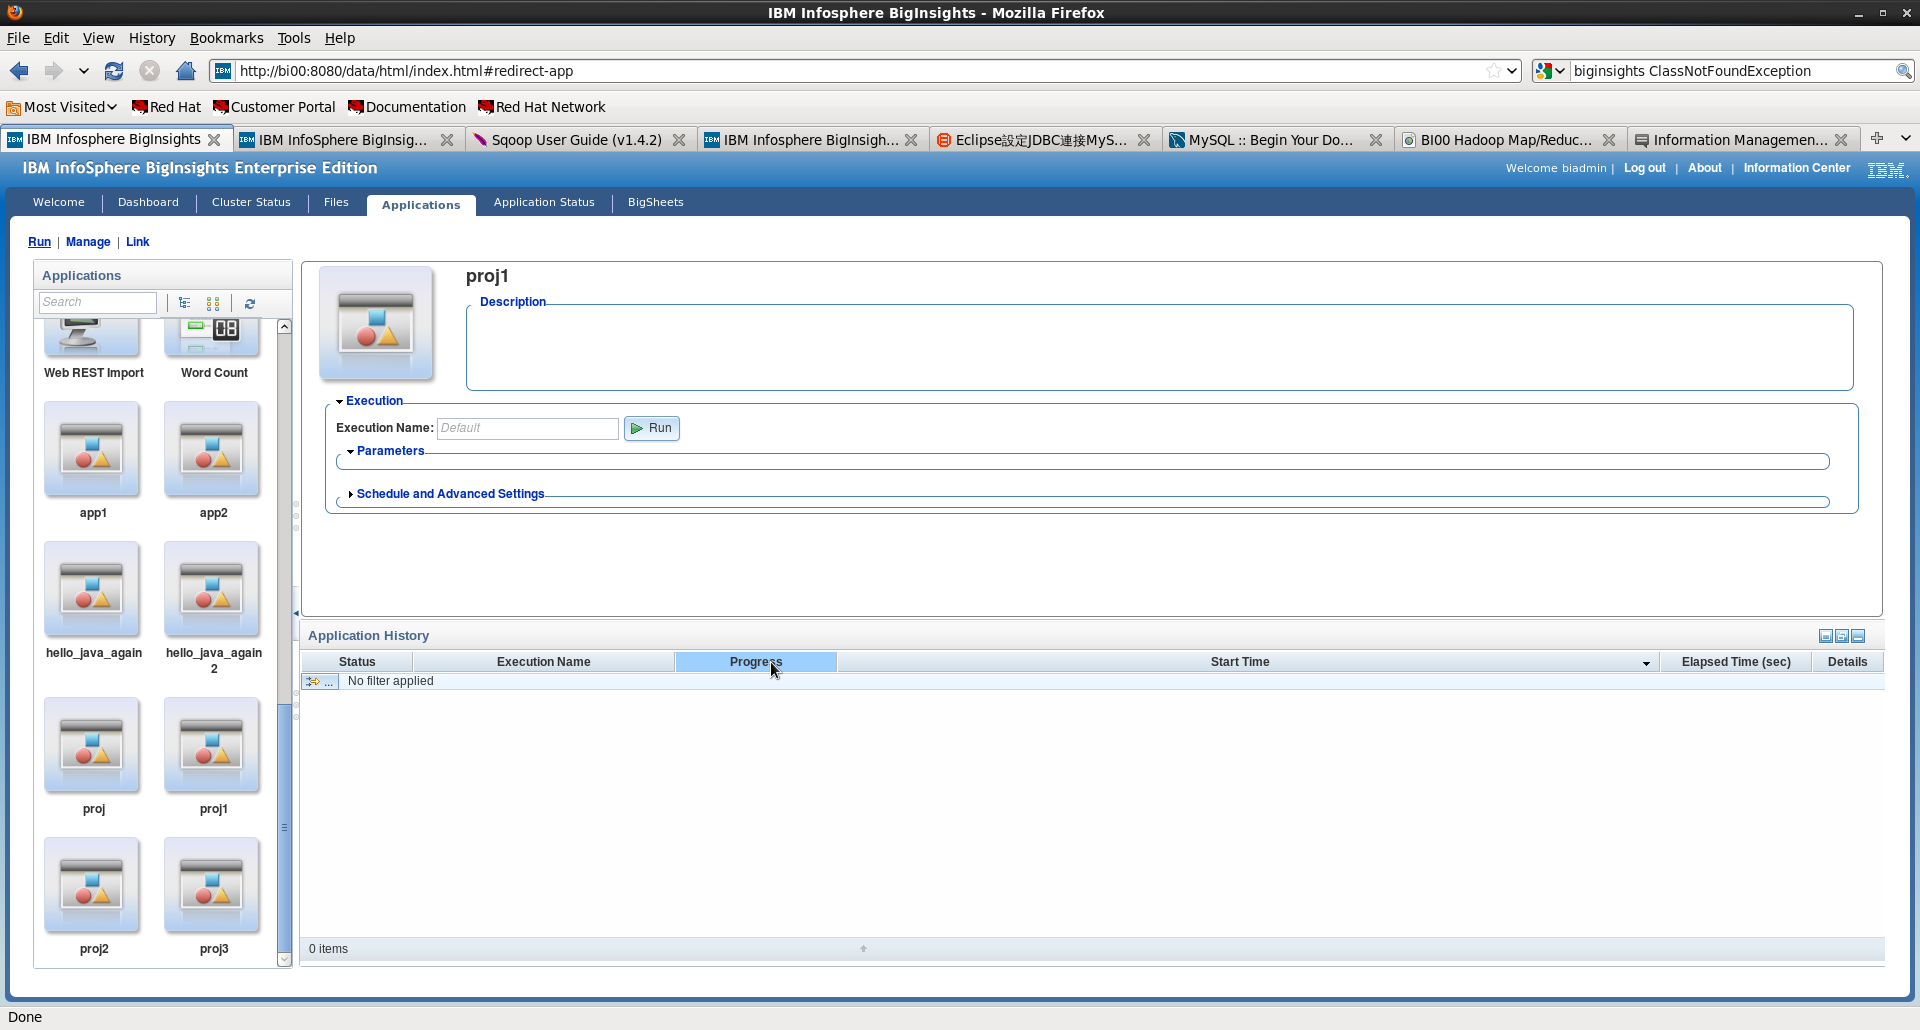 IBM Infosphere BigInsights - Mozilla Firefox
File Edit View History Bookmarks Tools Help
IBM http://bi00:8080/data/html/index.html#redirect-app
biginsights ClassNotFoundException
Most Visited Red Hat Customer Portal Documentation Red Hat Network
IBM IBM Infosphere BigInsights
IBM IBM InfoSphere BigInsig...
Sqoop User Guide (v1.4.2)
IBM IBM Infosphere BigInsigh...
Eclipse設定JDBC連接MyS...
MySQL :: Begin Your Do...
BI00 Hadoop Map/Reduc...
Information Managemen...
IBM InfoSphere BigInsights Enterprise Edition
Welcome biadmin | Log out | About | Information Center IBM.
Welcome Dashboard Cluster Status Files Applications Application Status BigSheets
Run | Manage | Link
Applications
Search
Web REST Import
08
Word Count
app1
app2
hello_java_again
hello_java_again
2
proj
proj1
proj2
proj3
proj1
Description
Execution
Execution Name: Default Run
Parameters
Schedule and Advanced Settings
Application History
Status Execution Name Progress Start Time Elapsed Time (sec) Details
... No filter applied
0 items
Done